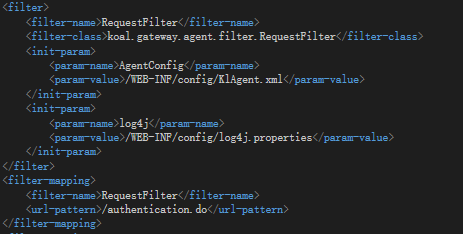 <filter>
<filter-name>RequestFilter</filter-name>
<filter-class>koal.gateway.agent.filter.RequestFilter</filter-class>
<init-param>
<param-name>AgentConfig</param-name>
<param-value>/WEB-INF/config/KlAgent.xml</param-value>
</init-param>
<init-param>
<param-name>log4j</param-name>
<param-value>/WEB-INF/config/log4j.properties</param-value>
</init-param>
</filter>
<filter-mapping>
<filter-name>RequestFilter</filter-name>
<url-pattern>/authentication.do</url-pattern>
</filter-mapping>